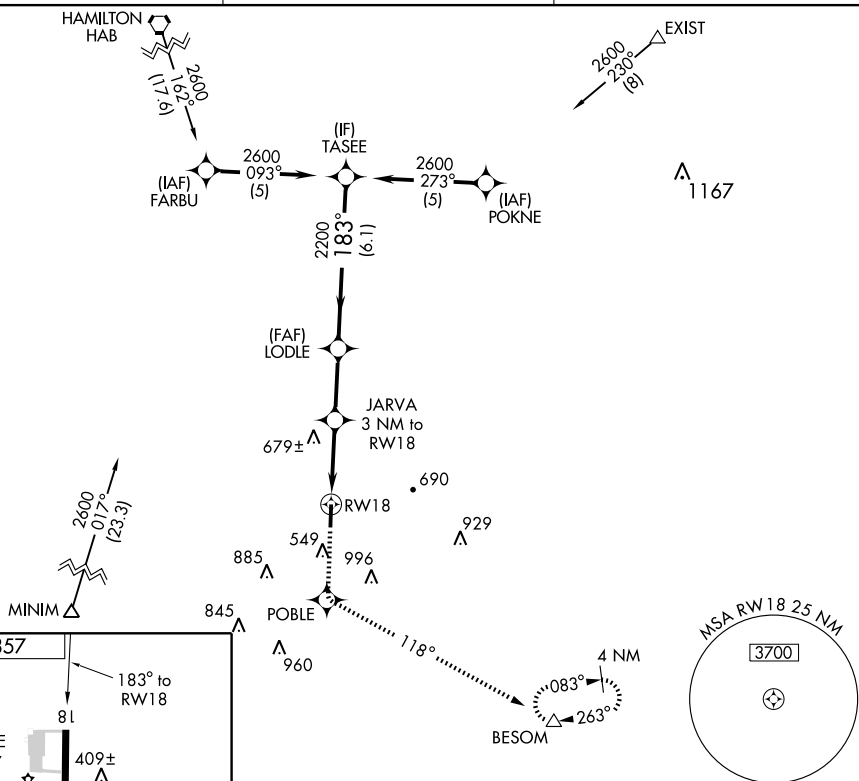 HAMILTON
HAB
2600
162°
(17.6)
EXIST
2600
230°
(8)
(IF)
TASEE
2600
093°
(5)
(IAF)
FARBU
2600
273°
(5)
(IAF)
POKNE
1167
2200
183°
(6.1)
(FAF)
LODLE
JARVA
3 NM to
RW18
679±
690
RW18
2600
017°
(23.3)
MINIM
549
929
885
996
845
POBLE
960
118°
4 NM
083°
263°
BESOM
MSA RW18 25 NM
3700
183° to
RW18
18
409±